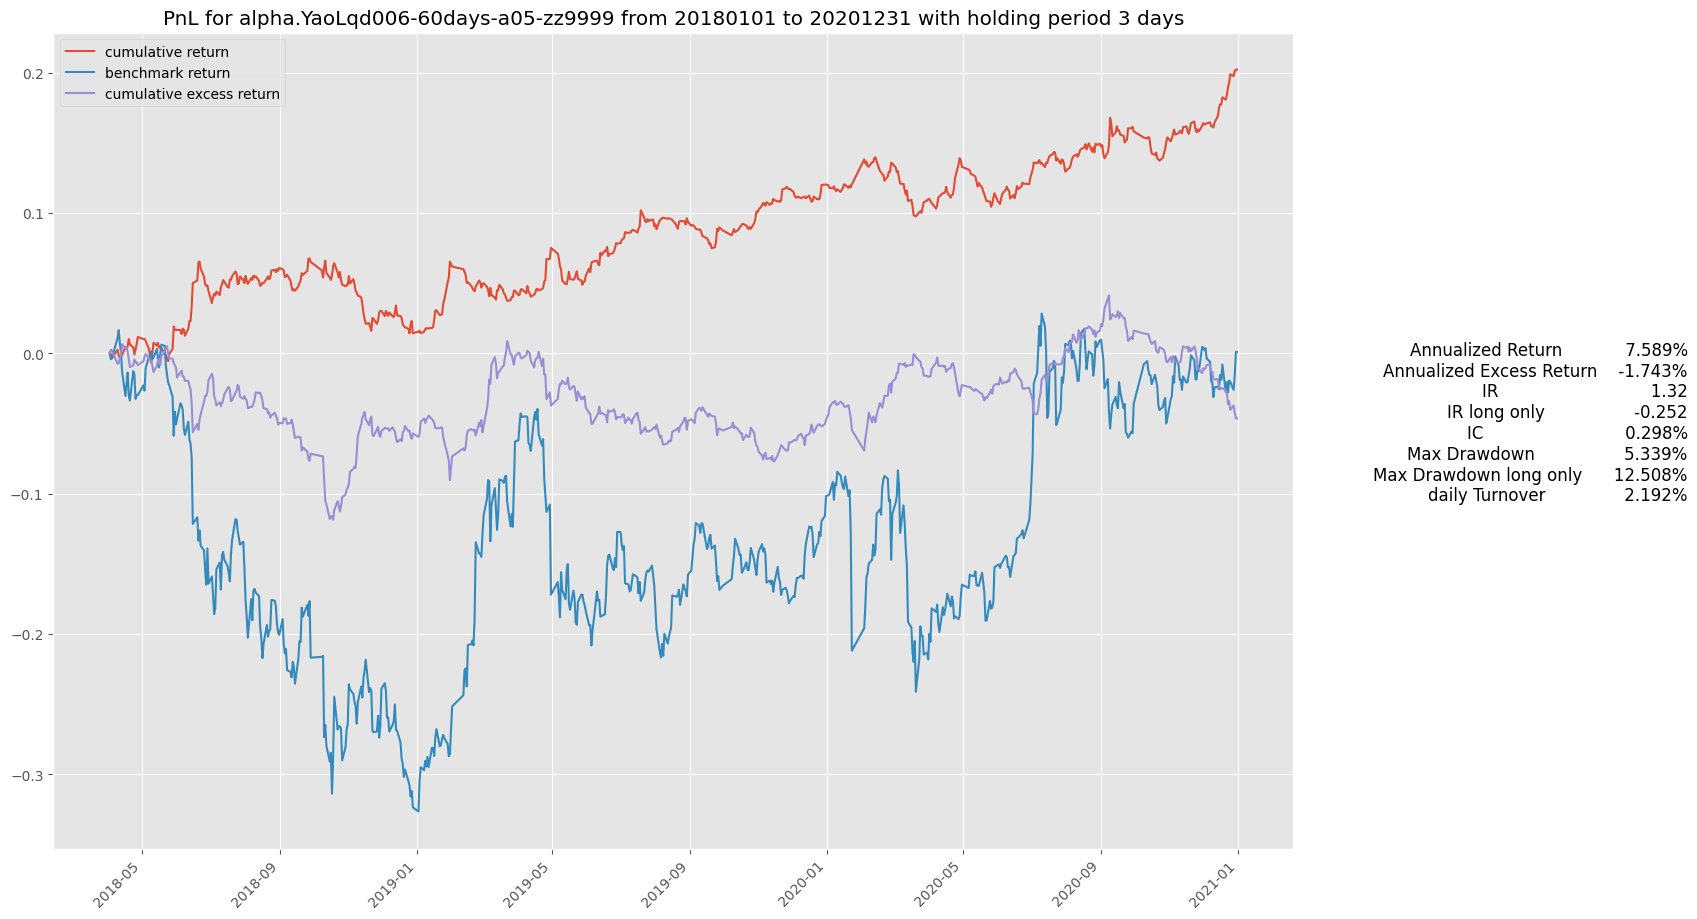 PnL for alpha.YaoLqd006-60days-a05-zz9999 from 20180101 to 20201231 with holding period 3 days
cumulative return
benchmark return
cumulative excess return
0.2
0.1
0.0
−0.1
−0.2
−0.3
2018-05
2018-09
2019-01
2019-05
2019-09
2020-01
2020-05
2020-09
2021-01
Annualized Return 7.589%
Annualized Excess Return -1.743%
IR 1.32
IR long only -0.252
IC 0.298%
Max Drawdown 5.339%
Max Drawdown long only 12.508%
daily Turnover 2.192%